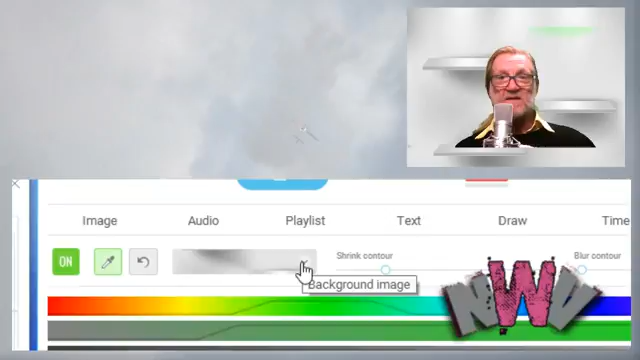 Image Audio Playlist Text Draw Time
ON
Shrink contour
Blur contour
Background image
NWV